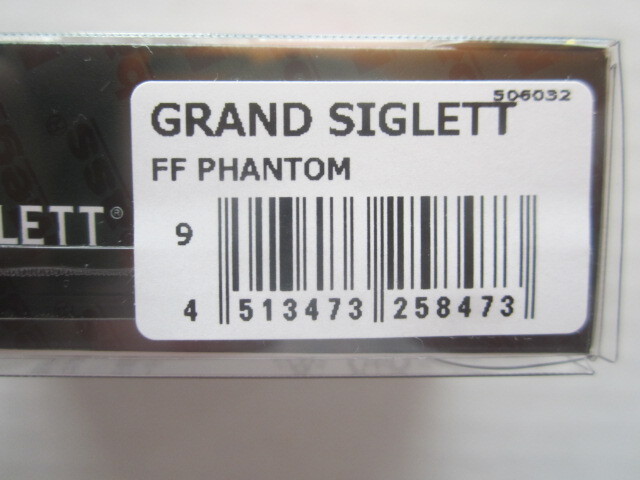 506032
GRAND SIGLETT
FF PHANTOM
9
4 513473 258473
LETT®